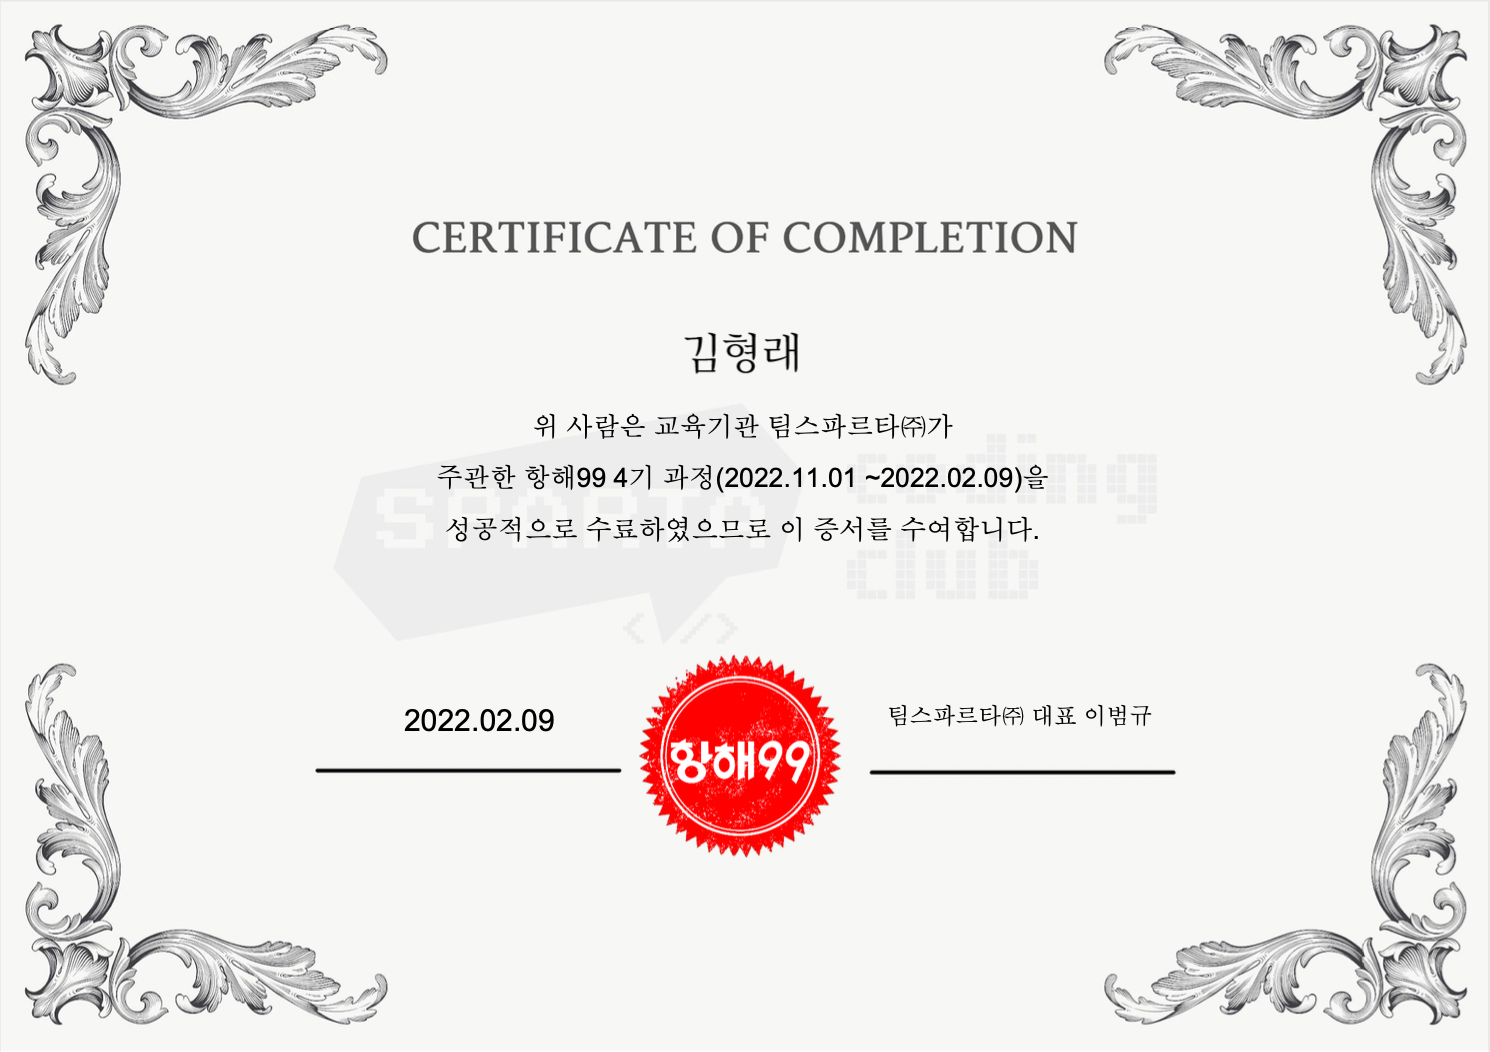 CERTIFICATE OF COMPLETION
김형래
위 사람은 교육기관 팀스파르타㈜가
주관한 항해99 4기 과정(2022.11.01 ~2022.02.09)을
성공적으로 수료하였으므로 이 증서를 수여합니다.
SPARTA
coding
club
</>
2022.02.09
항해99
팀스파르타㈜ 대표 이범규